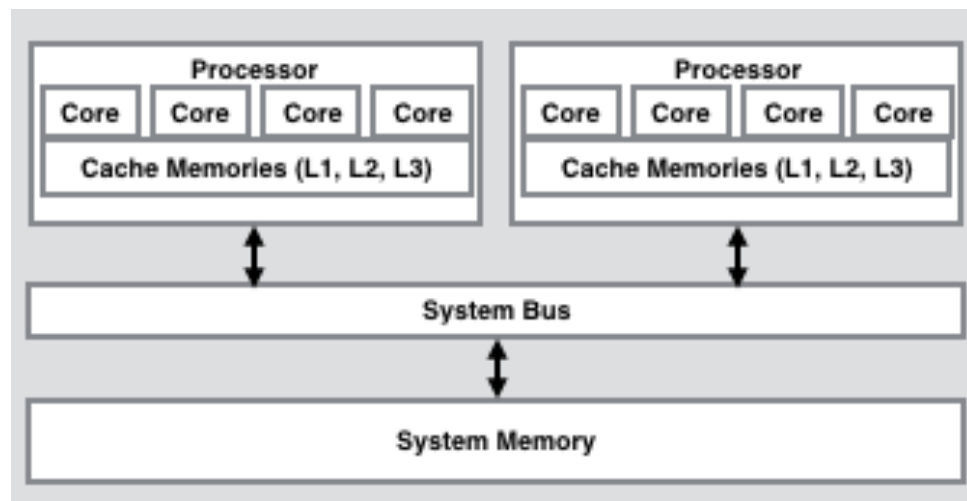 Processor
Core Core Core Core
Cache Memories (L1, L2, L3)
Processor
Core Core Core Core
Cache Memories (L1, L2, L3)
System Bus
System Memory